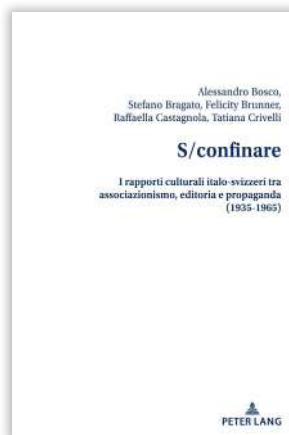 Alessandro Bosco,
Stefano Bragato, Felicity Brunner,
Raffaella Castagnola, Tatiana Crivelli
S/confinare
I rapporti culturali italo-svizzeri tra
associazionismo, editoria e propaganda
(1935-1965)
PETER LANG